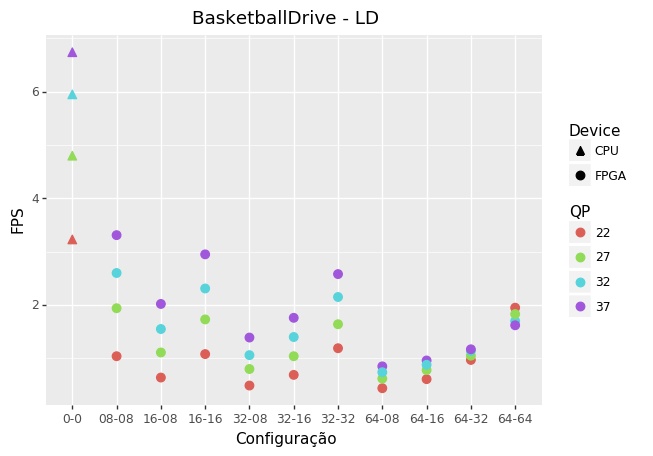 BasketballDrive - LD
FPS
6
4
2
0-0 08-08 16-08 16-16 32-08 32-16 32-32 64-08 64-16 64-32 64-64
Configuração
Device
CPU
FPGA
QP
22
27
32
37